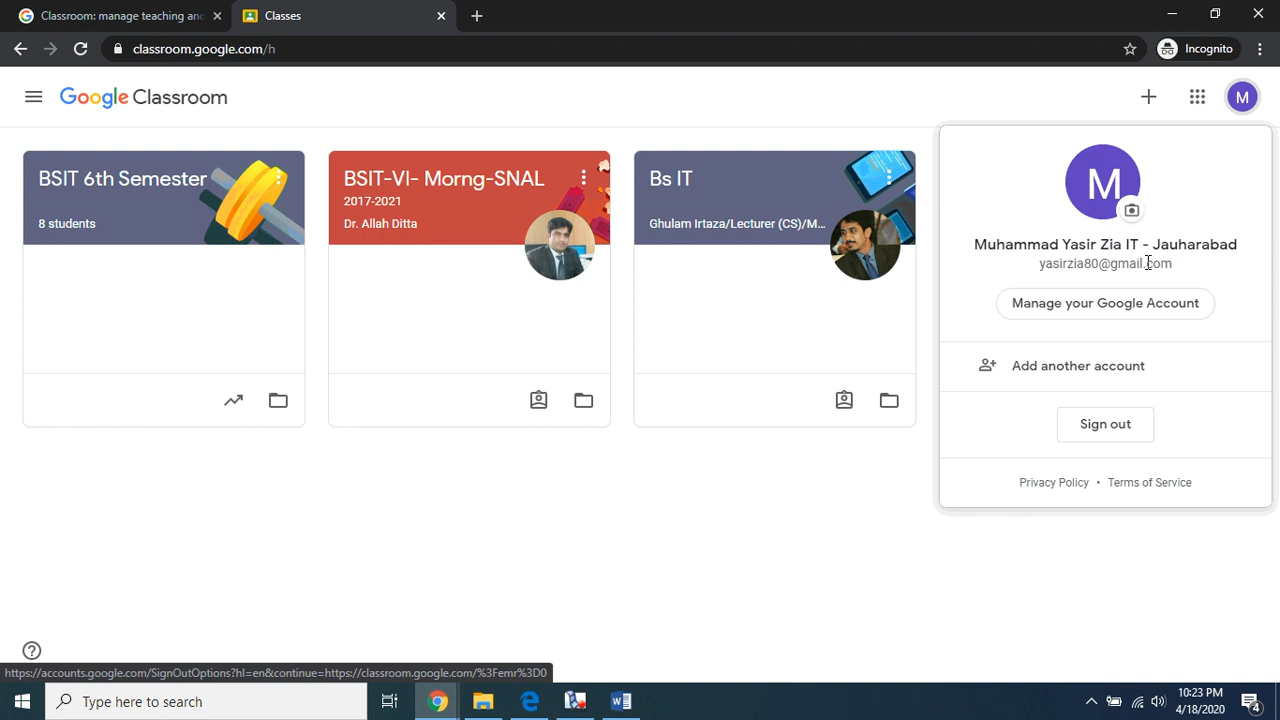 Classroom: manage teaching and
Classes
classroom.google.com/h
Incognito
Google Classroom
M
BSIT 6th Semester
8 students
BSIT-VI- Morng-SNAL
2017-2021
Dr. Allah Ditta
Bs IT
Ghulam Irtaza/Lecturer (CS)/M...
M
Muhammad Yasir Zia IT - Jauharabad
yasirzia80@gmail.com
Manage your Google Account
Add another account
Sign out
Privacy Policy • Terms of Service
https://accounts.google.com/SignOutOptions?hl=en&continue=https://classroom.google.com/%3Femr%3D0
Type here to search
10:23 PM
4/18/2020
4